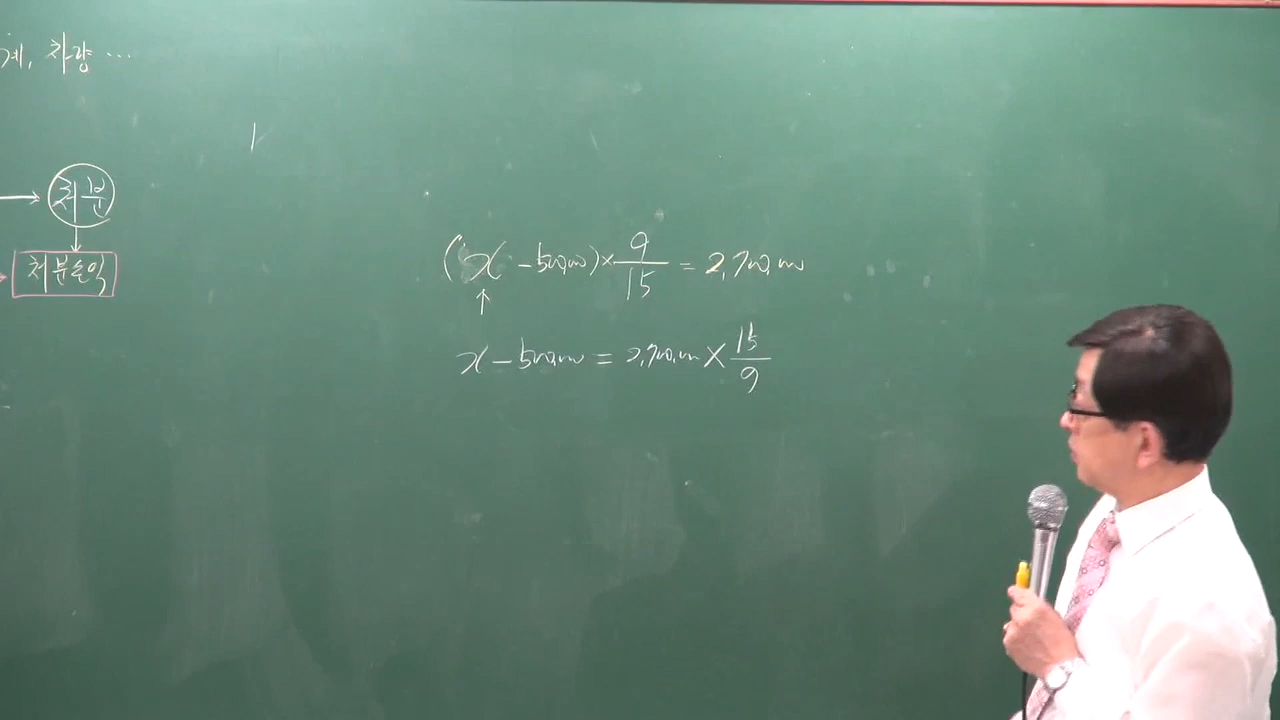 계, 차량 ...
처분
처분손익
(x - 500,000) × 9/15 = 2,700,000
↑
x - 500,000 = 2,700,000 × 15/9